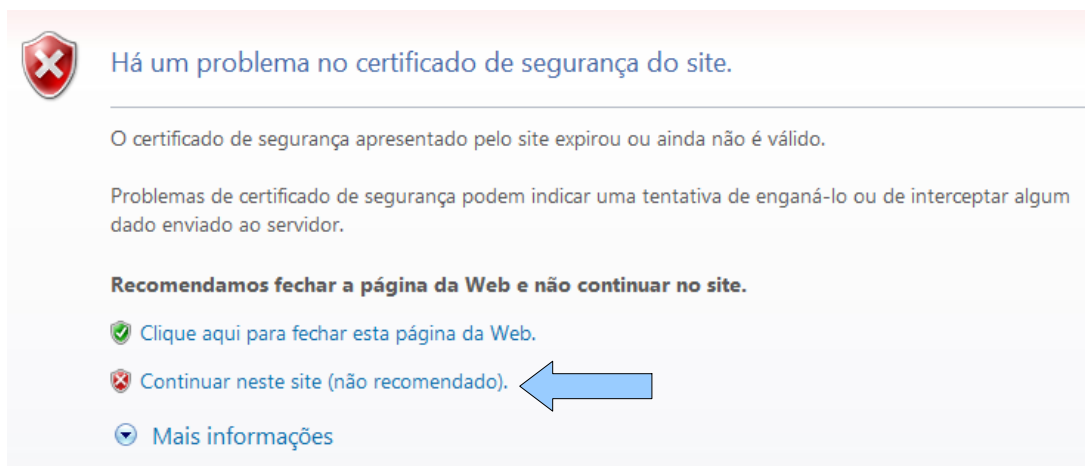 Há um problema no certificado de segurança do site.
O certificado de segurança apresentado pelo site expirou ou ainda não é válido.
Problemas de certificado de segurança podem indicar uma tentativa de enganá-lo ou de interceptar algum
dado enviado ao servidor.
Recomendamos fechar a página da Web e não continuar no site.
Clique aqui para fechar esta página da Web.
Continuar neste site (não recomendado).
Mais informações